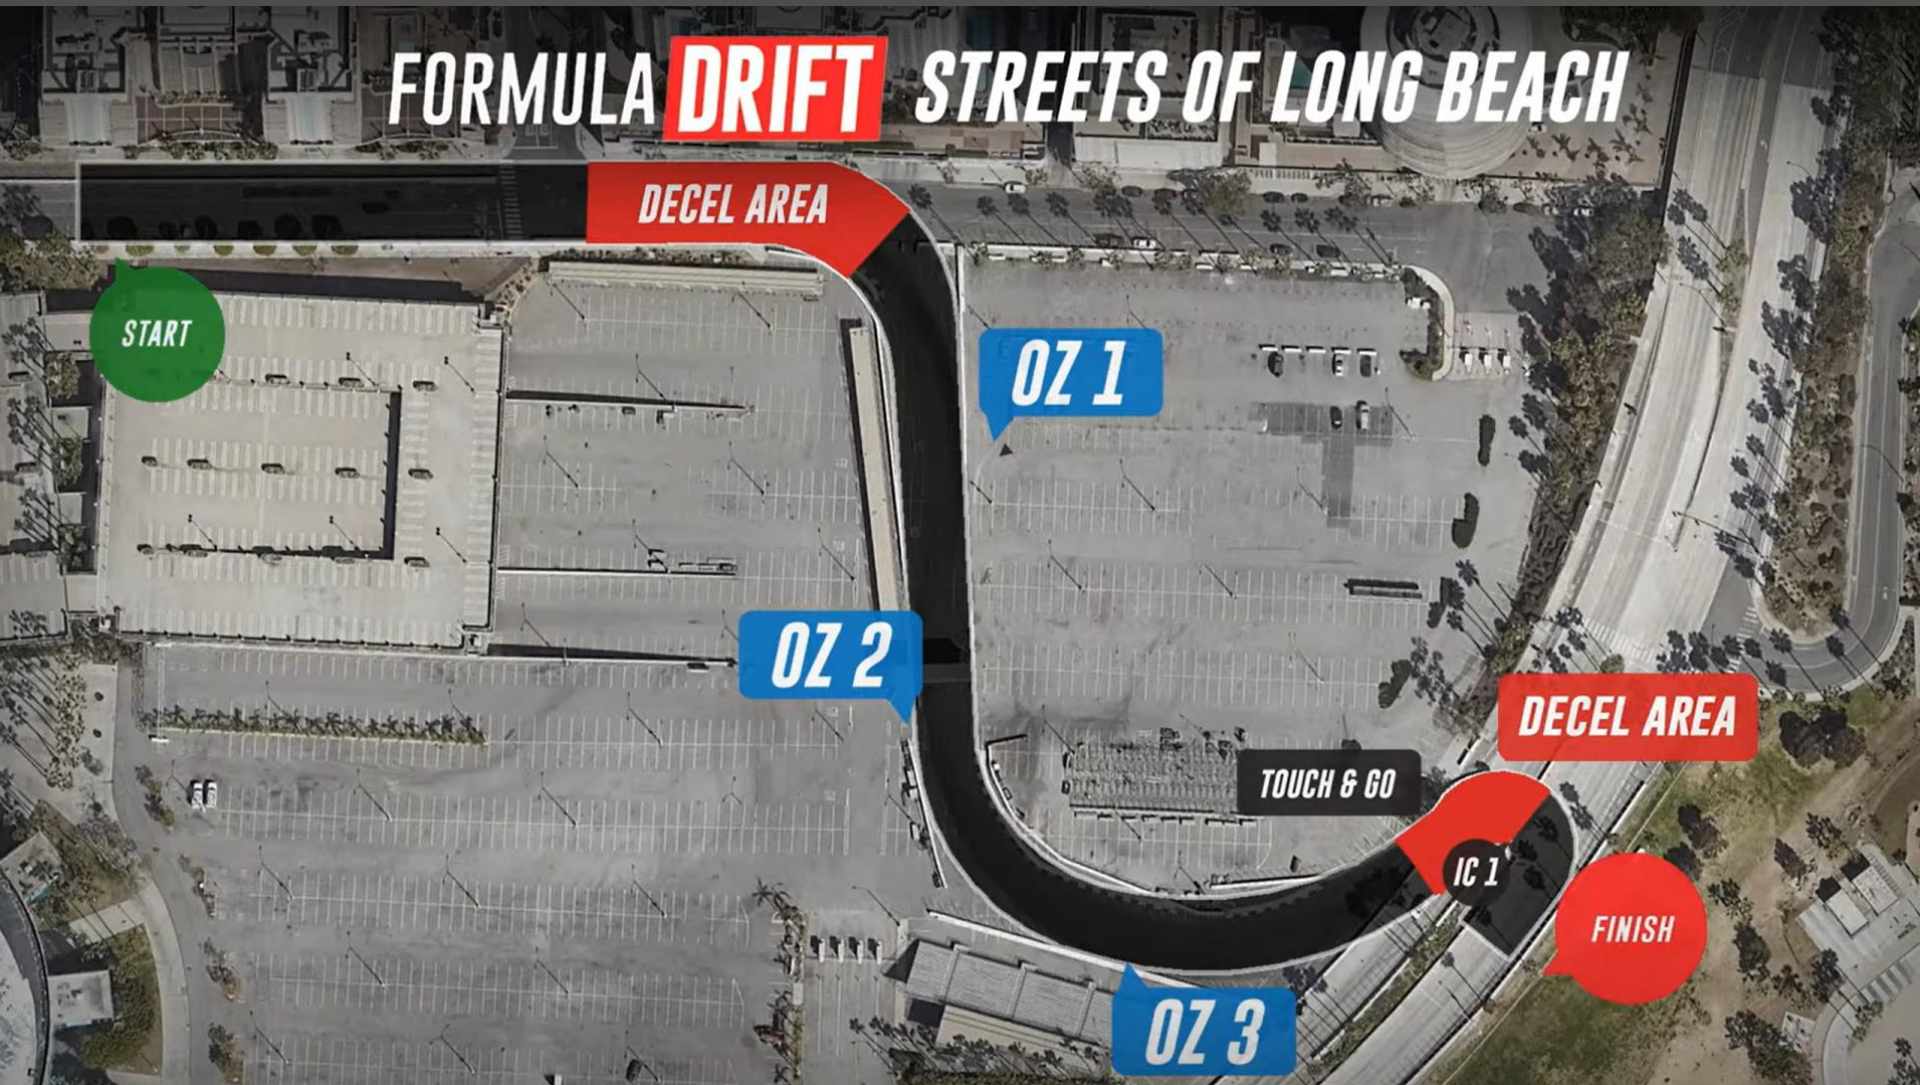 FORMULA DRIFT STREETS OF LONG BEACH
DECEL AREA
START
OZ 1
OZ 2
DECEL AREA
TOUCH & GO
IC 1
FINISH
OZ 3